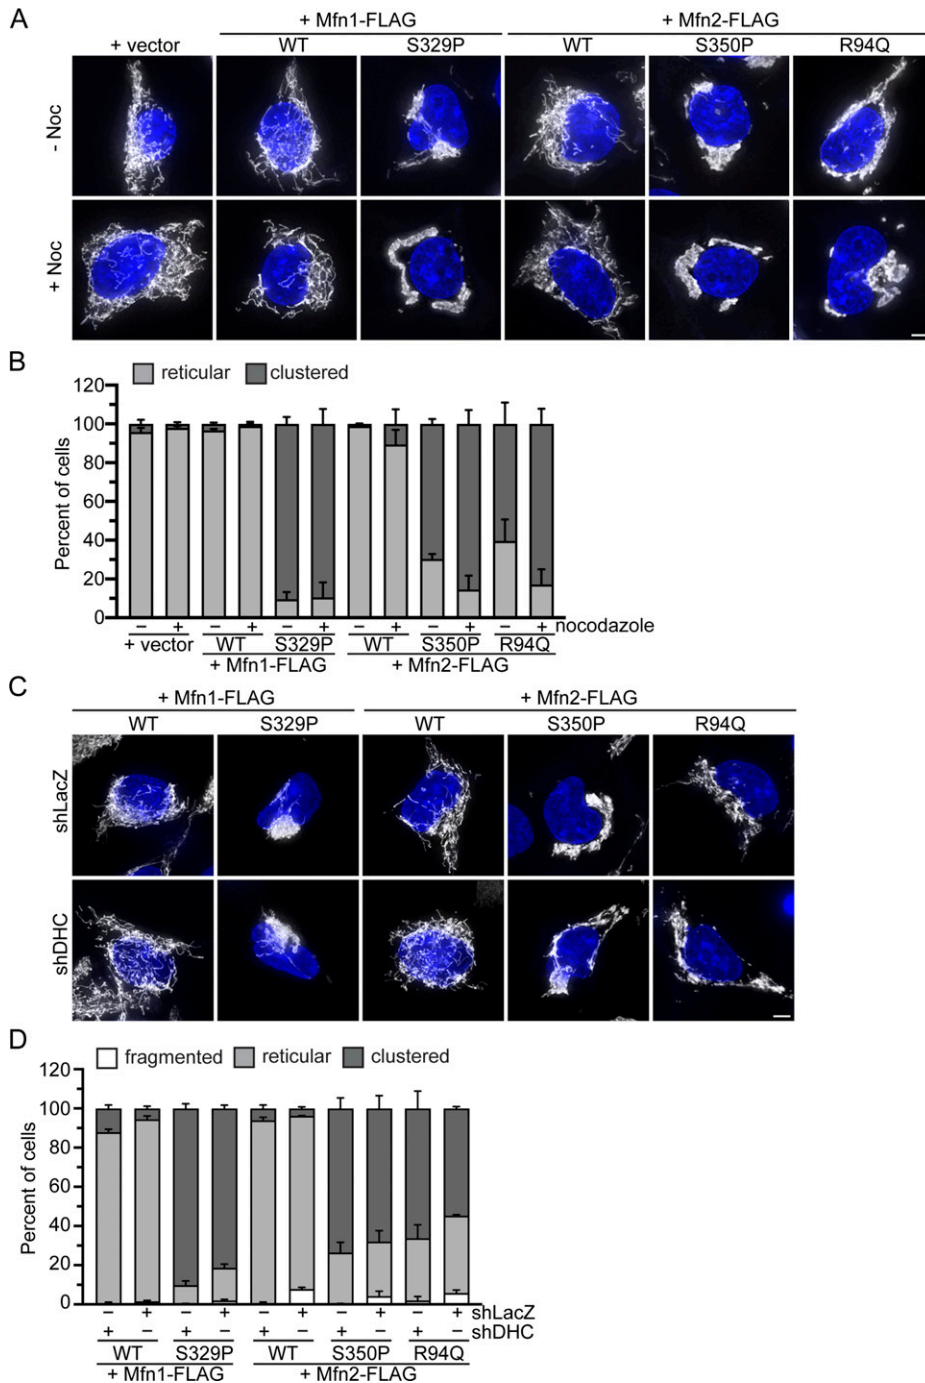 A
+ Mfn1-FLAG
+ Mfn2-FLAG
+ vector
WT
S329P
WT
S350P
R94Q
- Noc
+ Noc
B
reticular
clustered
120
100
80
60
40
20
0
Percent of cells
− + − + − + − + − + − + nocodazole
+ vector
WT
S329P
WT
S350P
R94Q
+ Mfn1-FLAG
+ Mfn2-FLAG
C
+ Mfn1-FLAG
+ Mfn2-FLAG
WT
S329P
WT
S350P
R94Q
shLacZ
shDHC
D
fragmented
reticular
clustered
120
100
80
60
40
20
0
Percent of cells
− + − + − + − + − + shLacZ
+ − + − + − + − + − shDHC
WT
S329P
WT
S350P
R94Q
+ Mfn1-FLAG
+ Mfn2-FLAG